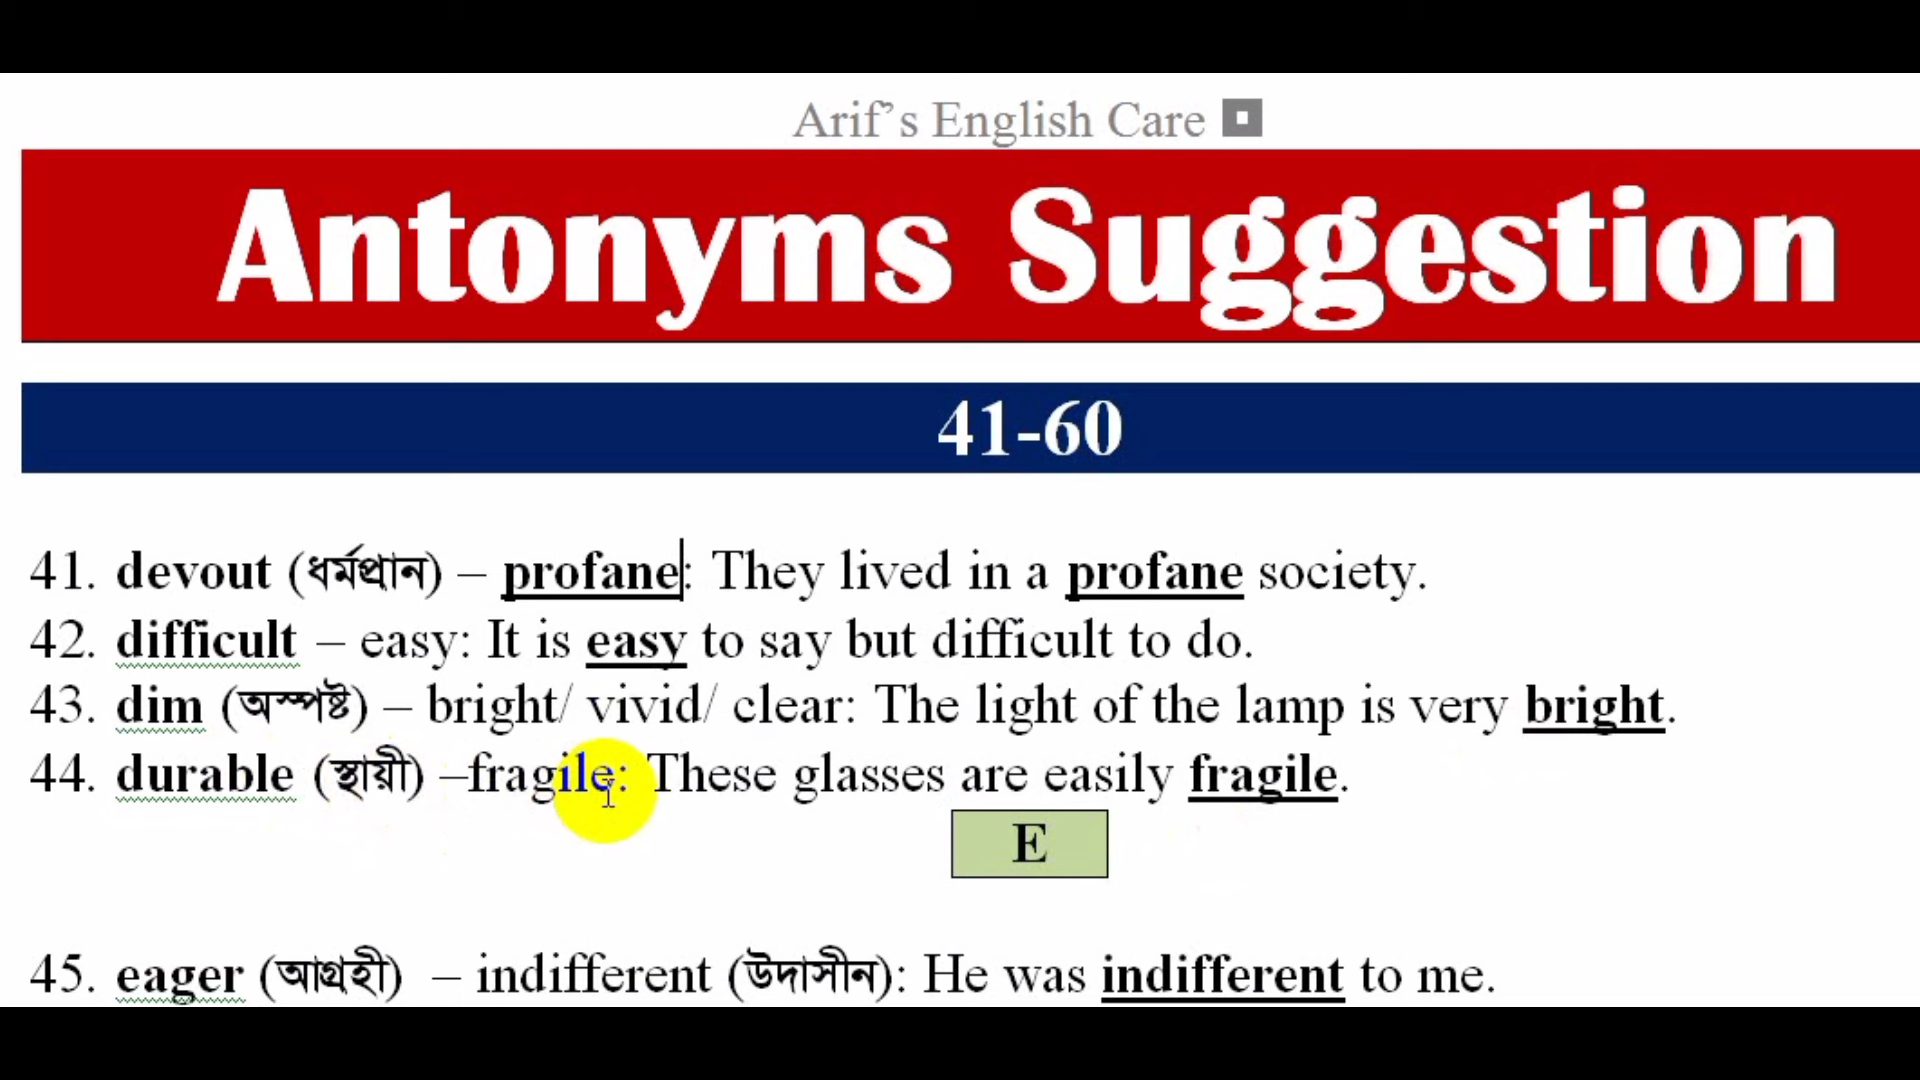 Arif’s English Care
Antonyms Suggestion
41-60
41. devout (ধর্মপ্রান) – profane: They lived in a profane society.
42. difficult – easy: It is easy to say but difficult to do.
43. dim (অস্পষ্ট) – bright/ vivid/ clear: The light of the lamp is very bright.
44. durable (স্থায়ী) –fragile: These glasses are easily fragile.
E
45. eager (আগ্রহী) – indifferent (উদাসীন): He was indifferent to me.